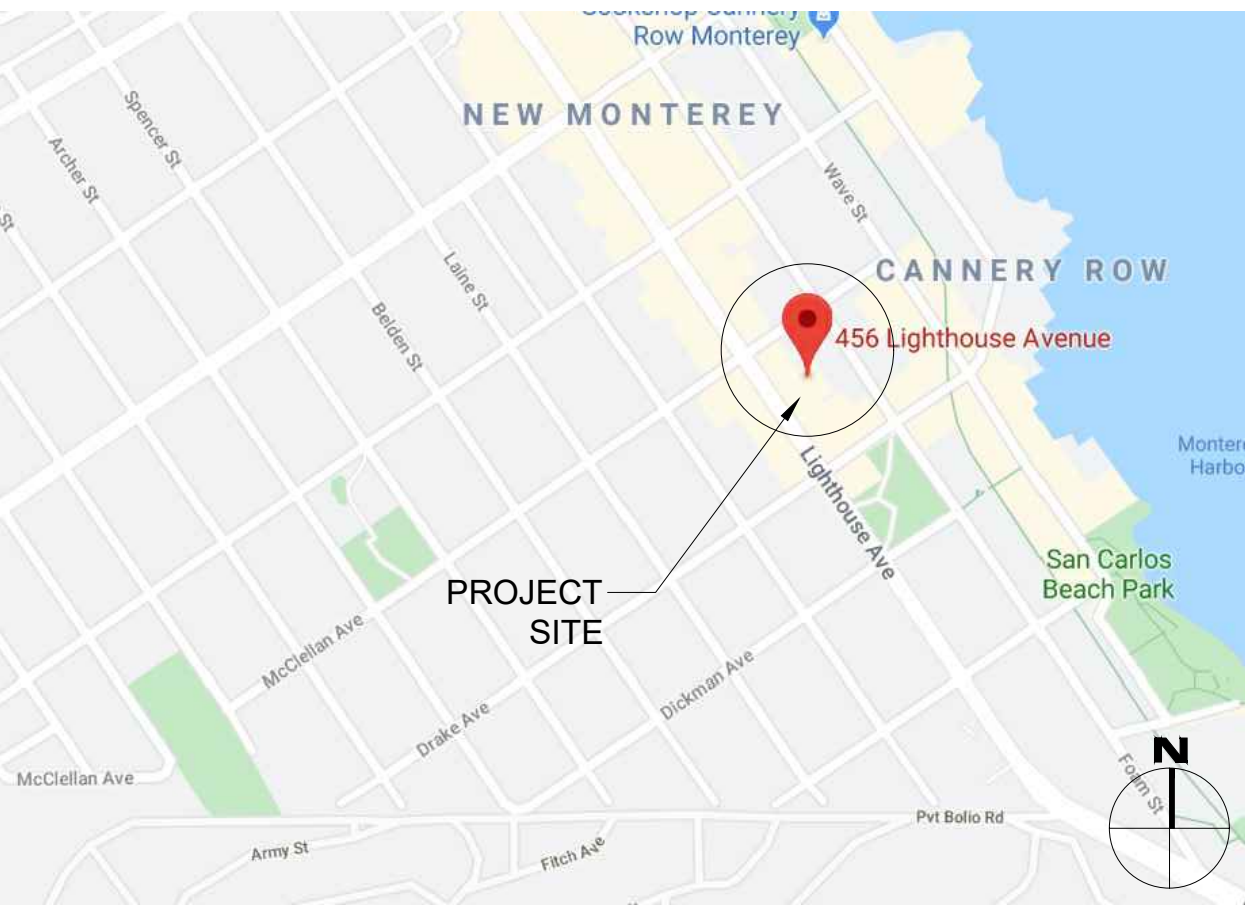 Row Monterey
NEW MONTEREY
Spencer St
Archer St
St
Wave St
CANNERY ROW
Laine St
Belden St
456 Lighthouse Avenue
Lighthouse Ave
San Carlos
Beach Park
PROJECT
SITE
McClellan Ave
Dickman Ave
Drake Ave
McClellan Ave
N
Foam St
Pvt Bolio Rd
Army St
Fitch Ave